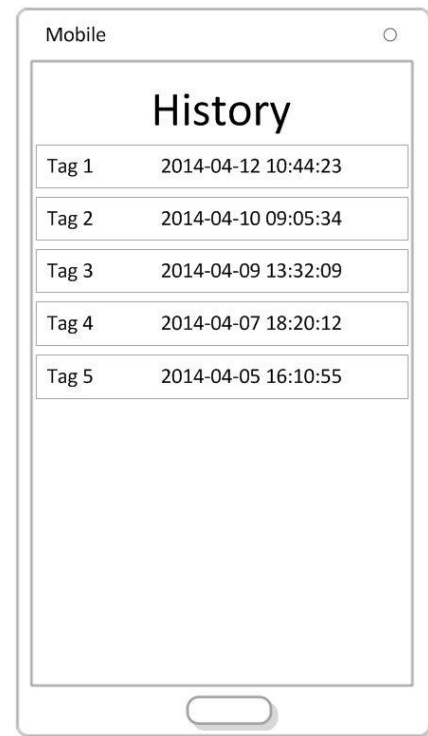 Mobile
History
Tag 1 2014-04-12 10:44:23
Tag 2 2014-04-10 09:05:34
Tag 3 2014-04-09 13:32:09
Tag 4 2014-04-07 18:20:12
Tag 5 2014-04-05 16:10:55